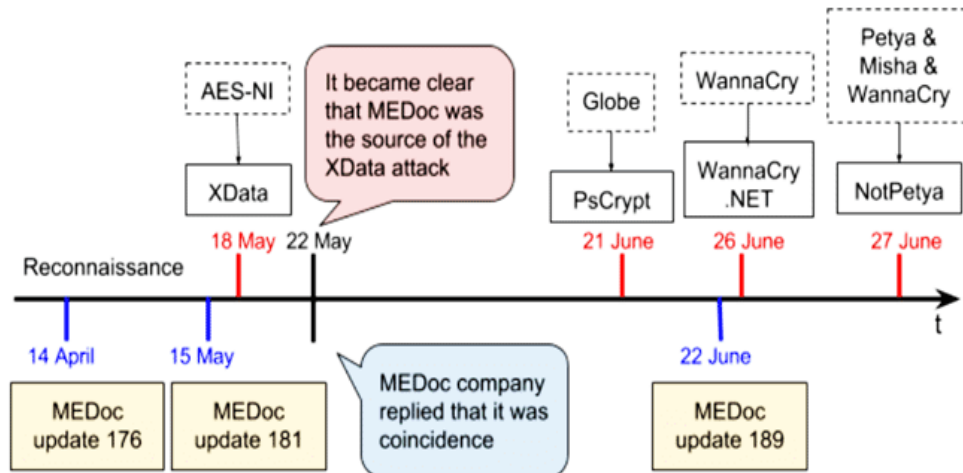 AES-NI
XData
It became clear
that MEDoc was
the source of the
XData attack
Globe
PsCrypt
WannaCry
WannaCry
.NET
Petya &
Misha &
WannaCry
NotPetya
18 May
22 May
21 June
26 June
27 June
Reconnaissance
t
14 April
15 May
22 June
MEDoc
update 176
MEDoc
update 181
MEDoc company
replied that it was
coincidence
MEDoc
update 189